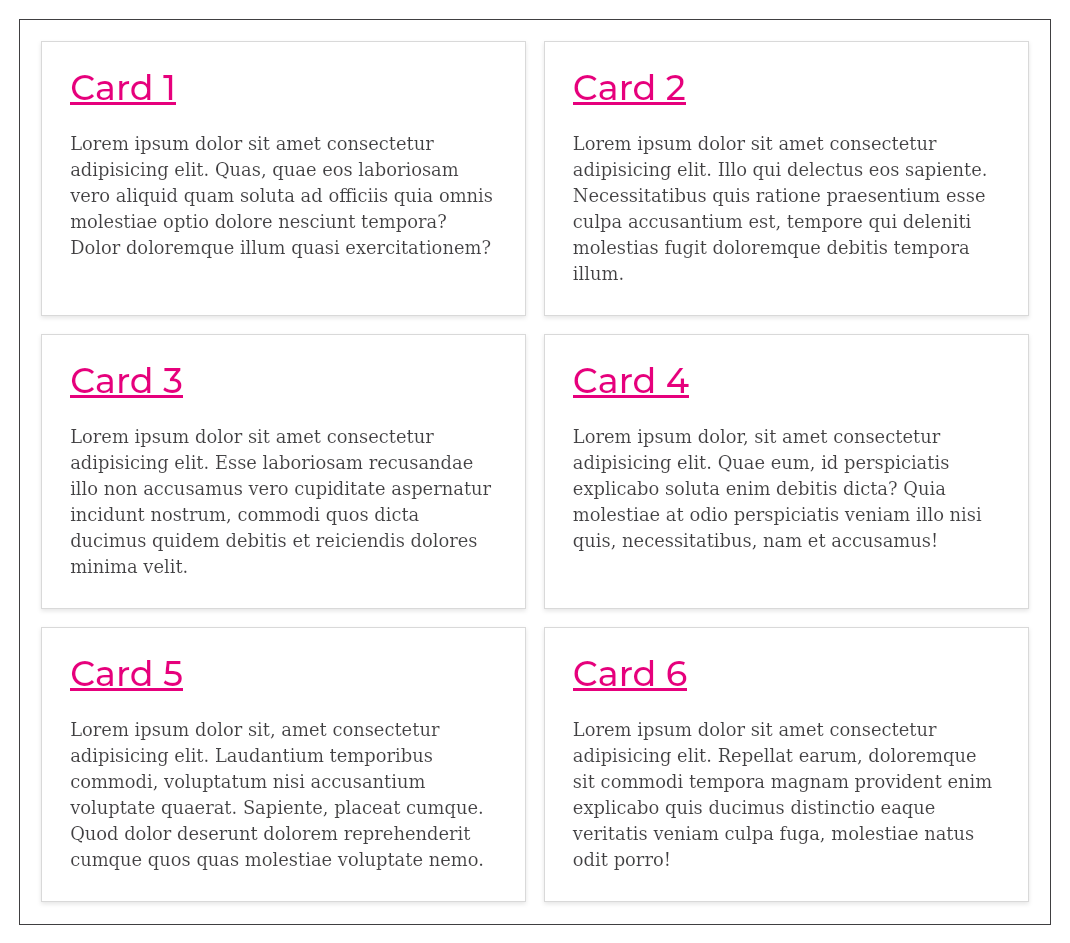 Card 1
Lorem ipsum dolor sit amet consectetur
adipisicing elit. Quas, quae eos laboriosam
vero aliquid quam soluta ad officiis quia omnis
molestiae optio dolore nesciunt tempora?
Dolor doloremque illum quasi exercitationem?
Card 2
Lorem ipsum dolor sit amet consectetur
adipisicing elit. Illo qui delectus eos sapiente.
Necessitatibus quis ratione praesentium esse
culpa accusantium est, tempore qui deleniti
molestias fugit doloremque debitis tempora
illum.
Card 3
Lorem ipsum dolor sit amet consectetur
adipisicing elit. Esse laboriosam recusandae
illo non accusamus vero cupiditate aspernatur
incidunt nostrum, commodi quos dicta
ducimus quidem debitis et reiciendis dolores
minima velit.
Card 4
Lorem ipsum dolor, sit amet consectetur
adipisicing elit. Quae eum, id perspiciatis
explicabo soluta enim debitis dicta? Quia
molestiae at odio perspiciatis veniam illo nisi
quis, necessitatibus, nam et accusamus!
Card 5
Lorem ipsum dolor sit, amet consectetur
adipisicing elit. Laudantium temporibus
commodi, voluptatum nisi accusantium
voluptate quaerat. Sapiente, placeat cumque.
Quod dolor deserunt dolorem reprehenderit
cumque quos quas molestiae voluptate nemo.
Card 6
Lorem ipsum dolor sit amet consectetur
adipisicing elit. Repellat earum, doloremque
sit commodi tempora magnam provident enim
explicabo quis ducimus distinctio eaque
veritatis veniam culpa fuga, molestiae natus
odit porro!